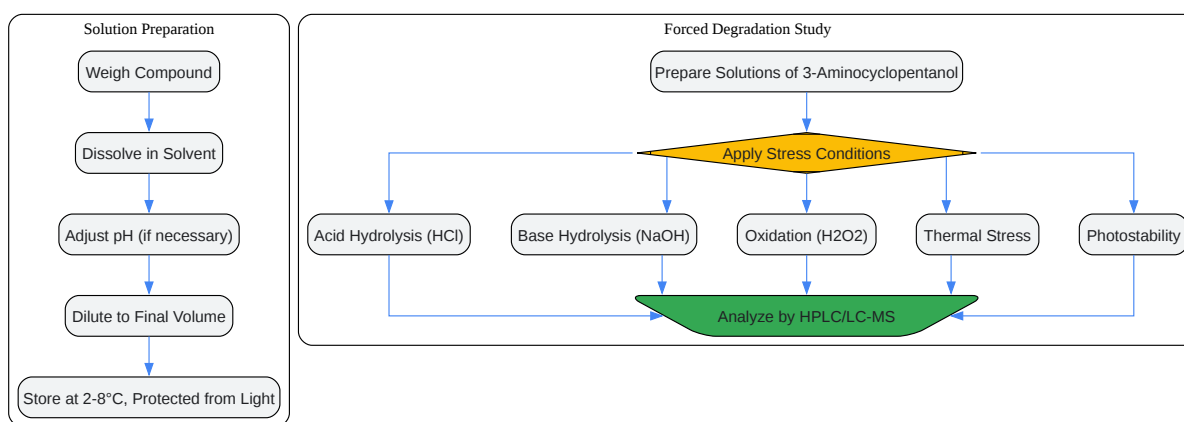 Solution Preparation
Weigh Compound
Dissolve in Solvent
Adjust pH (if necessary)
Dilute to Final Volume
Store at 2-8°C, Protected from Light
Forced Degradation Study
Prepare Solutions of 3-Aminocyclopentanol
Apply Stress Conditions
Acid Hydrolysis (HCl)
Base Hydrolysis (NaOH)
Oxidation (H2O2)
Thermal Stress
Photostability
Analyze by HPLC/LC-MS